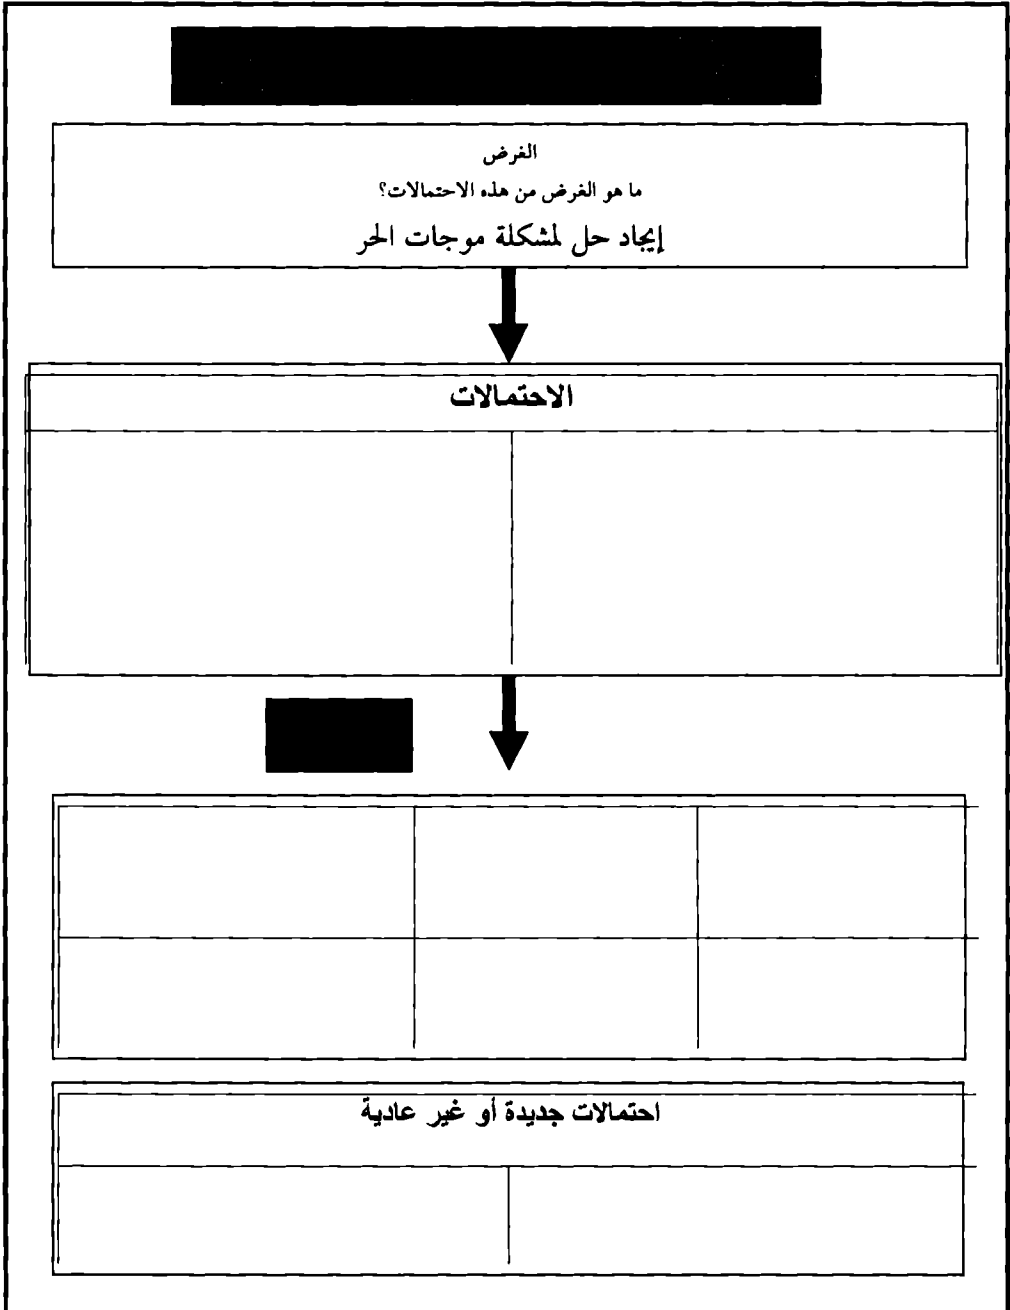 الغرض
ما هو الغرض من هذه الاحتمالات؟
إيجاد حل لمشكلة موجات الحر
الاحتمالات
احتمالات جديدة أو غير عادية